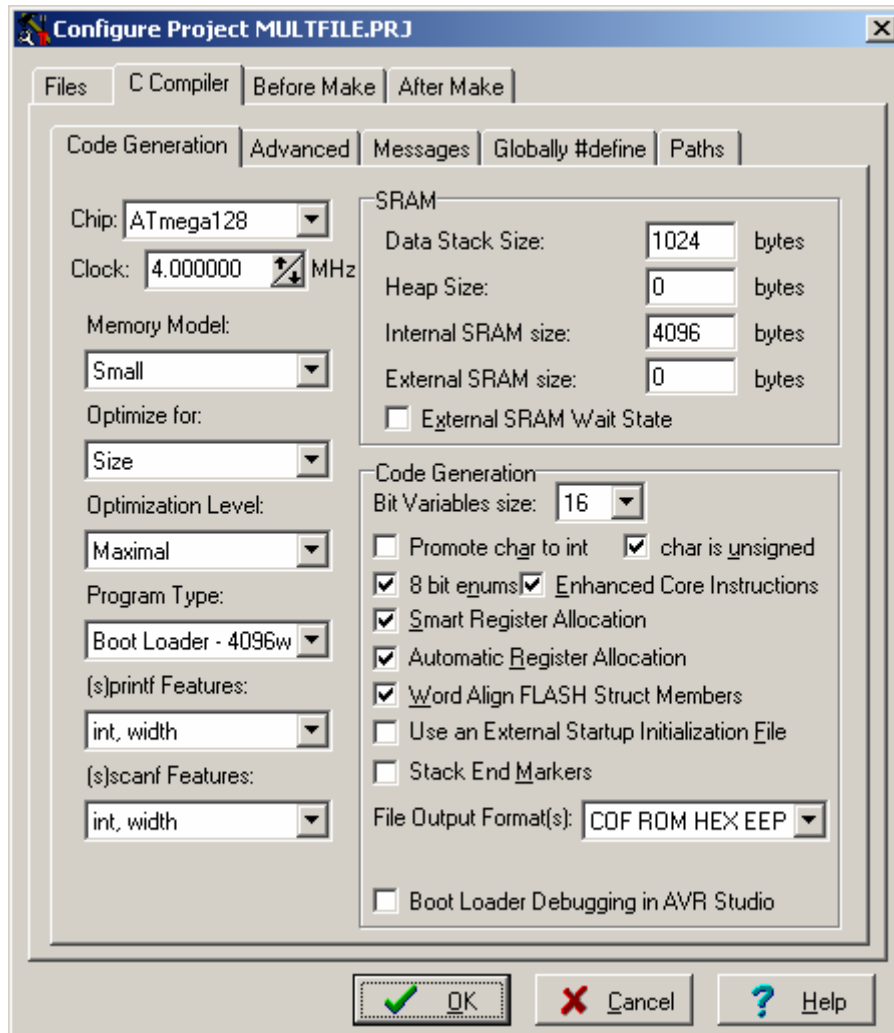 Configure Project MULTFILE.PRJ
Files C Compiler Before Make After Make
Code Generation Advanced Messages Globally #define Paths
Chip: ATmega128
Clock: 4.000000 MHz
Memory Model:
Small
Optimize for:
Size
Optimization Level:
Maximal
Program Type:
Boot Loader - 4096w
(s)printf Features:
int, width
(s)scanf Features:
int, width
SRAM
Data Stack Size: 1024 bytes
Heap Size: 0 bytes
Internal SRAM size: 4096 bytes
External SRAM size: 0 bytes
External SRAM Wait State
Code Generation
Bit Variables size: 16
Promote char to int char is unsigned
8 bit enums Enhanced Core Instructions
Smart Register Allocation
Automatic Register Allocation
Word Align FLASH Struct Members
Use an External Startup Initialization File
Stack End Markers
File Output Format(s): COF ROM HEX EEP
Boot Loader Debugging in AVR Studio
OK Cancel Help